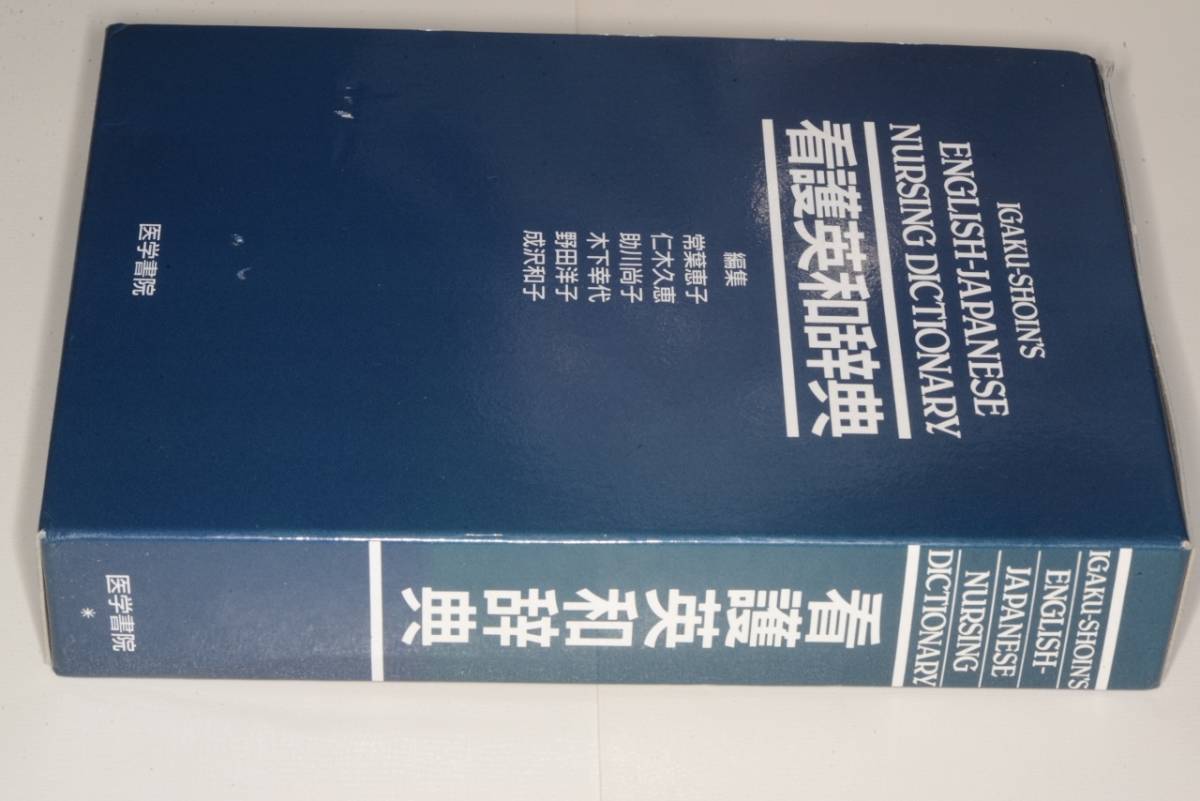 IGAKU-SHOIN'S
ENGLISH-JAPANESE
NURSING DICTIONARY
看護英和辞典
編集
常葉恵子
仁木久恵
助川尚子
木下幸代
野田洋子
成沢和子
医学書院
IGAKU-SHOIN'S
ENGLISH-
JAPANESE
NURSING
DICTIONARY
看護英和辞典
医学書院
*